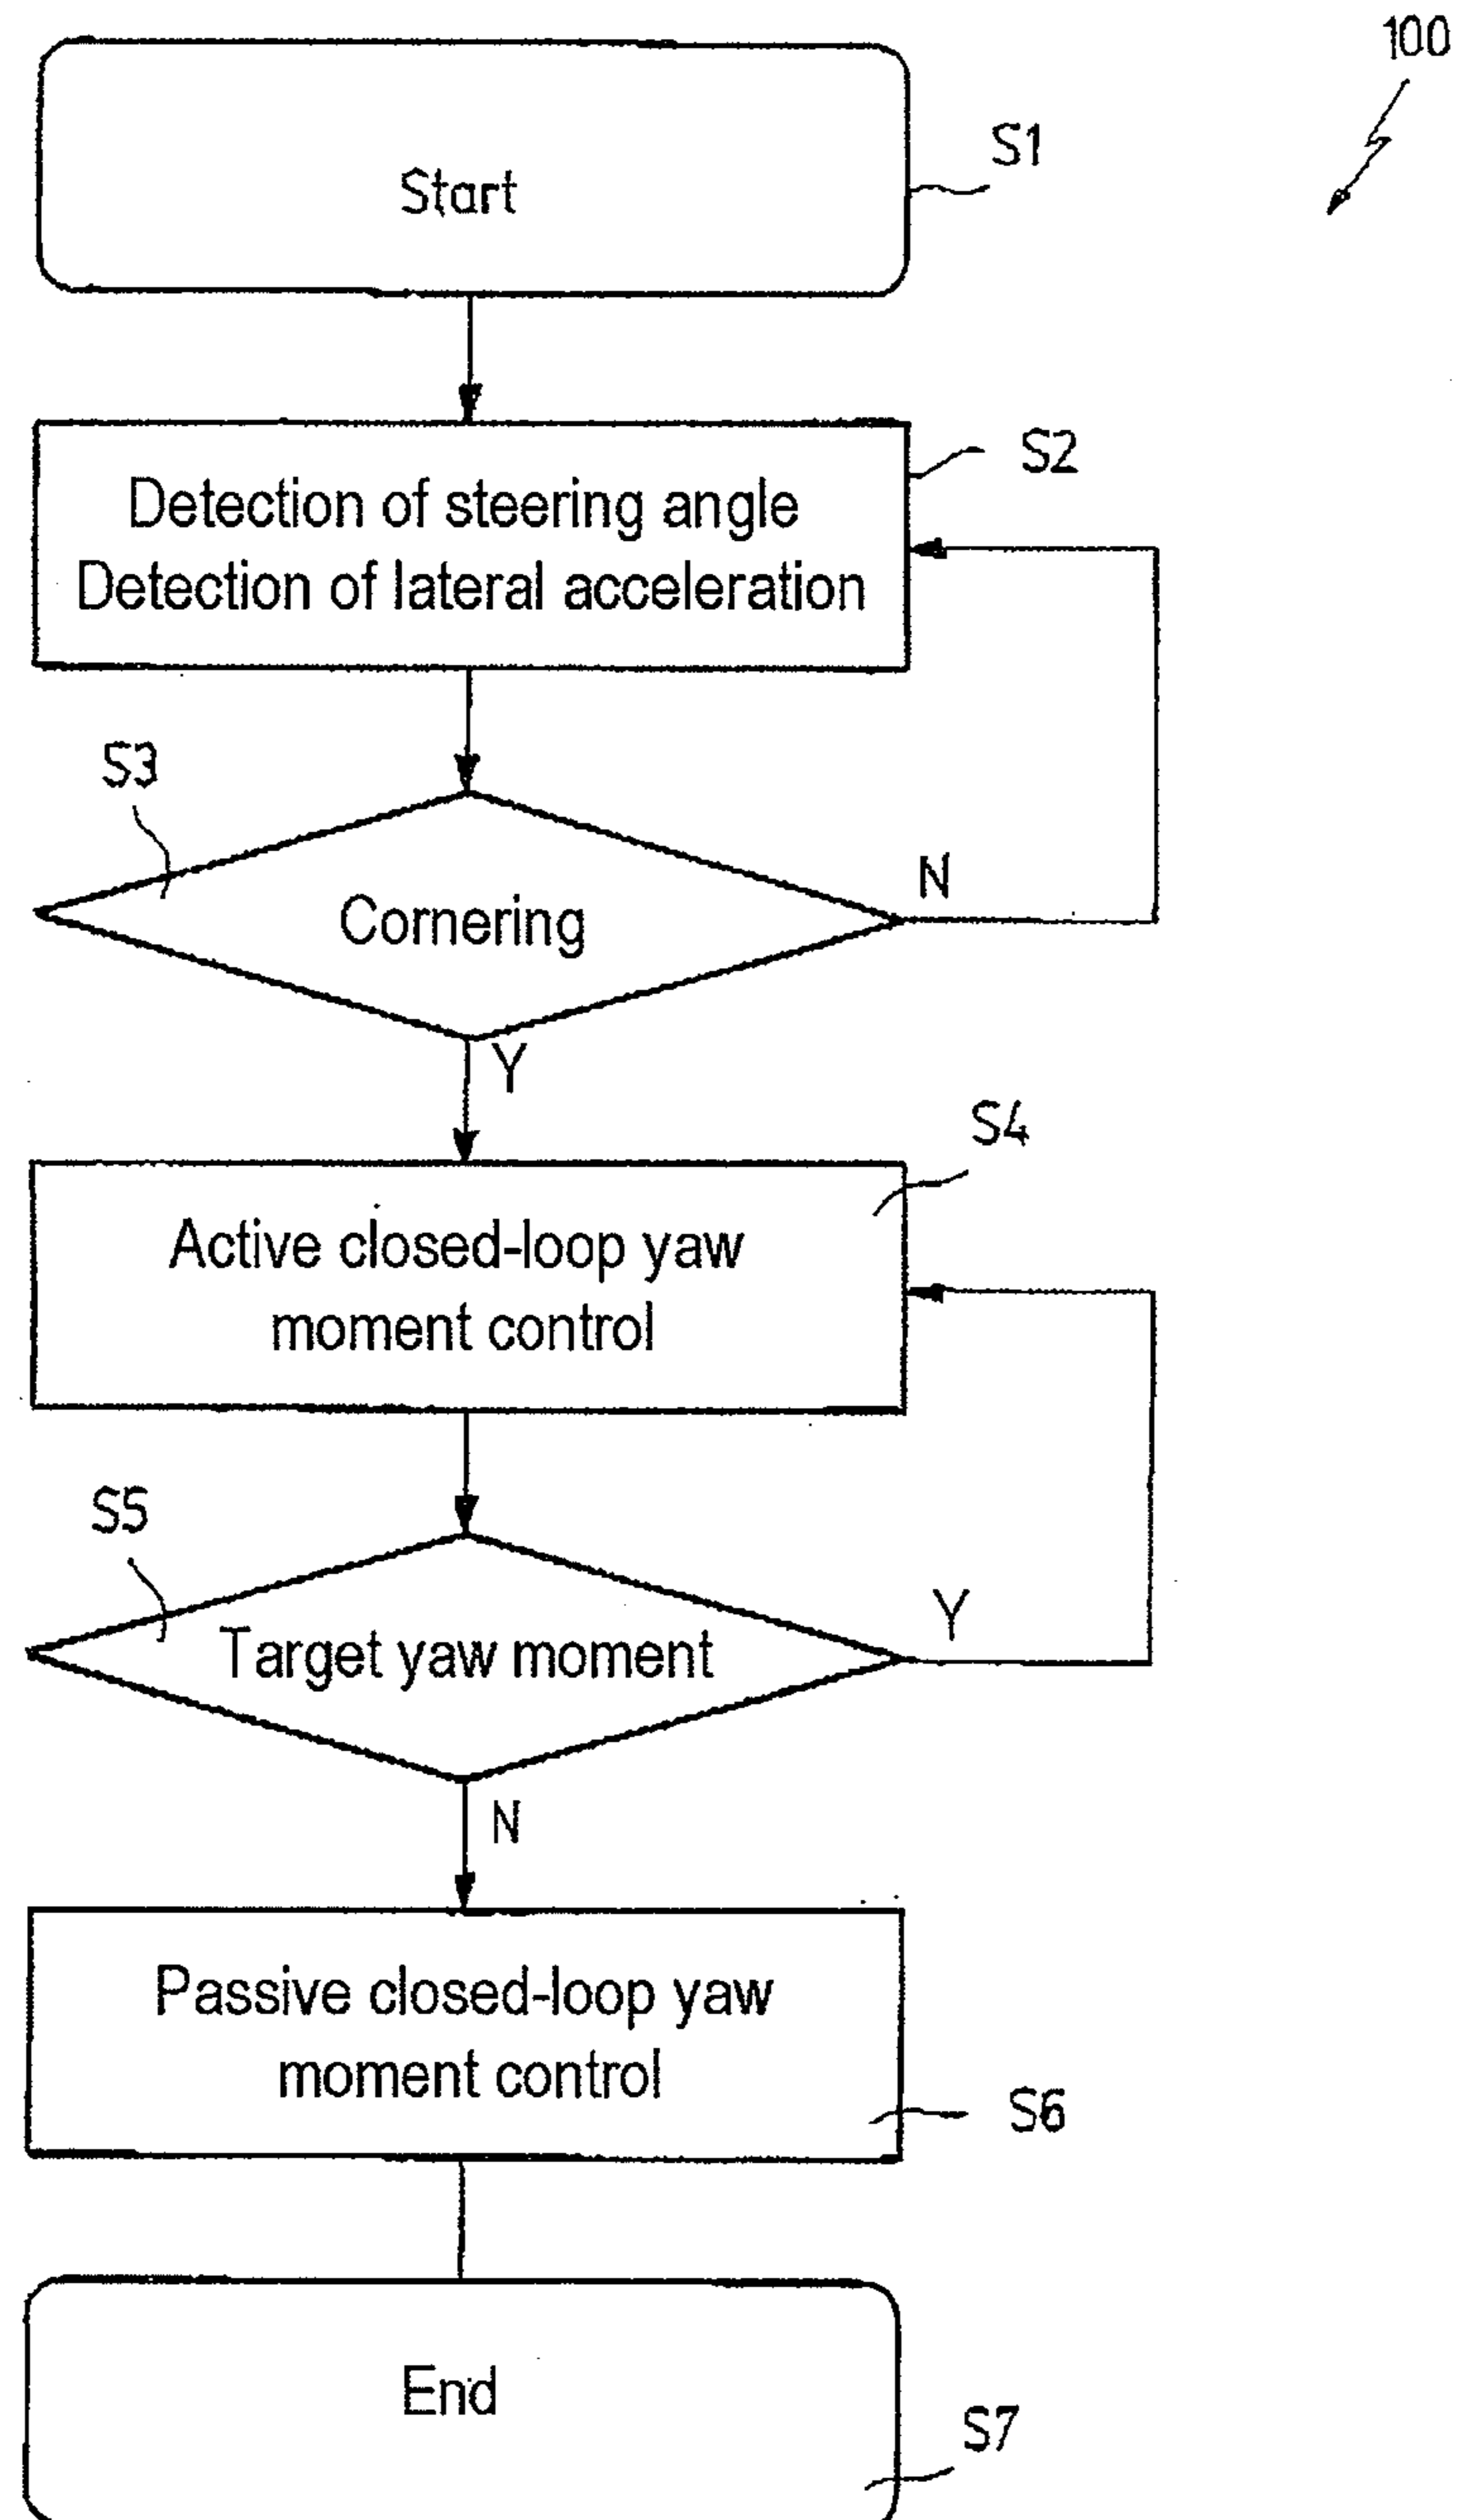 100
Start
S1
Detection of steering angle
Detection of lateral acceleration
S2
S3
Cornering
N
Y
Active closed-loop yaw
moment control
S4
S5
Target yaw moment
Y
N
Passive closed-loop yaw
moment control
S6
End
S7